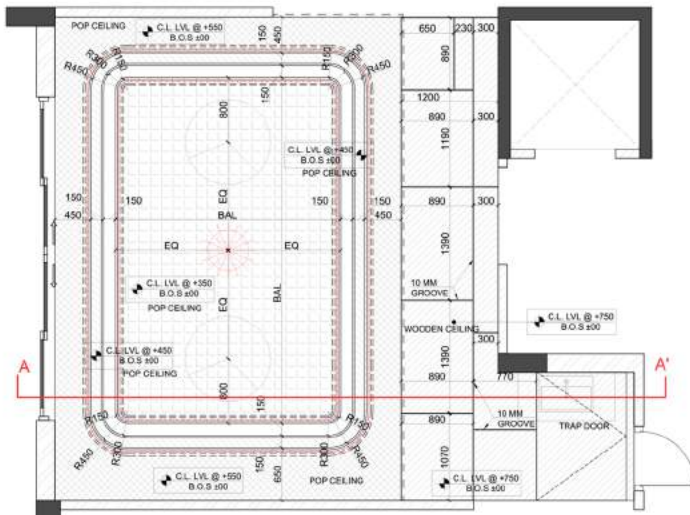 POP CEILING
C.L. LVL @ +550
B.O.S ±00
150
450
650
230
300
R300
R150
R450
R150
R300
R450
890
1200
890
300
800
150
C.L. LVL @ +450
B.O.S ±00
POP CEILING
1190
150
450
150
EQ
BAL
150
150
450
890
300
EQ
EQ
1390
C.L. LVL @ +350
B.O.S ±00
POP CEILING
EQ
BAL
10 MM
GROOVE
WOODEN CEILING
C.L. LVL @ +750
B.O.S ±00
C.L. LVL @ +450
B.O.S ±00
POP CEILING
1390
300
A
A'
800
150
890
770
R150
R450
R300
R150
R300
R450
890
10 MM
GROOVE
TRAP DOOR
1070
C.L. LVL @ +550
B.O.S ±00
150
650
POP CEILING
C.L. LVL @ +750
B.O.S ±00